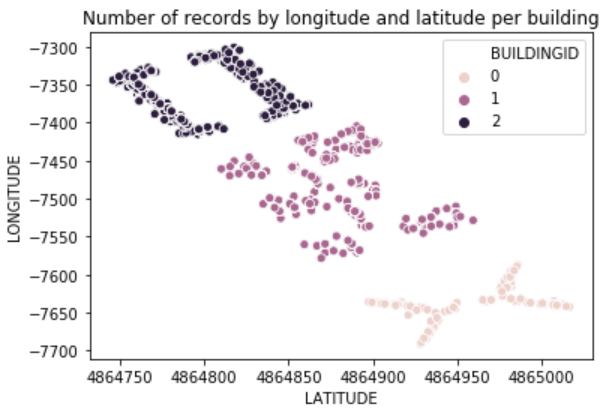 Number of records by longitude and latitude per building
BUILDINGID
0
1
2
−7300
−7350
−7400
−7450
−7500
−7550
−7600
−7650
−7700
LONGITUDE
4864750 4864800 4864850 4864900 4864950 4865000
LATITUDE